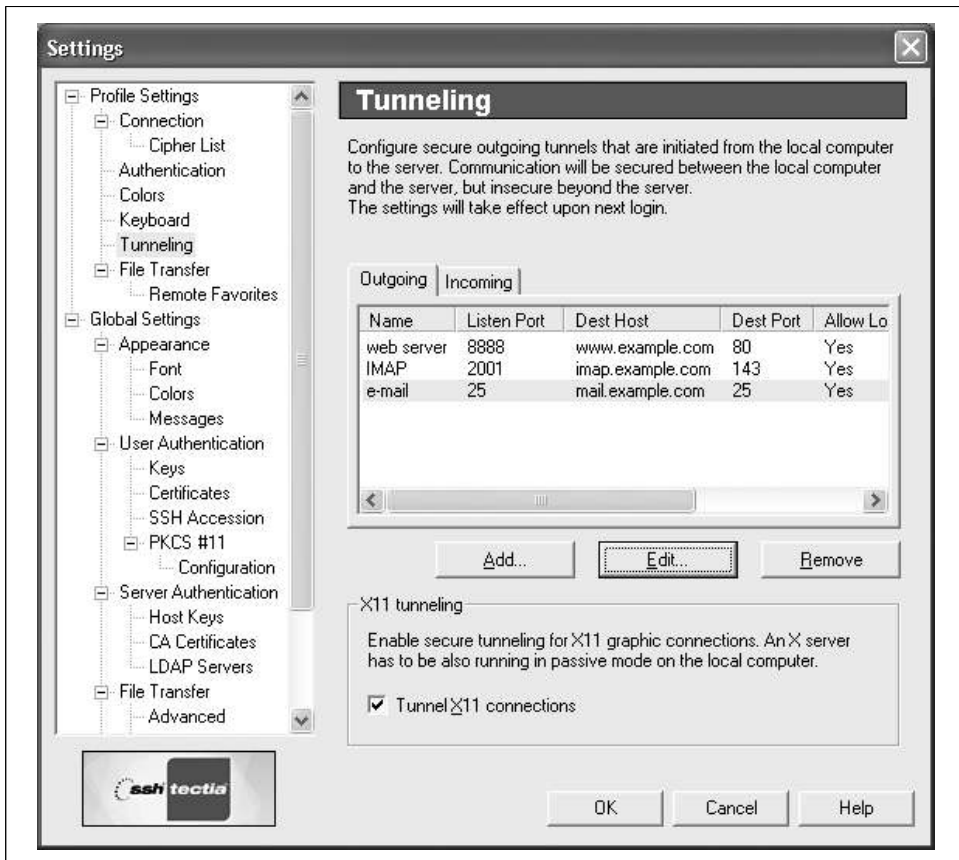 Settings
Profile Settings
Connection
Cipher List
Authentication
Colors
Keyboard
Tunneling
File Transfer
Remote Favorites
Global Settings
Appearance
Font
Colors
Messages
User Authentication
Keys
Certificates
SSH Accession
PKCS #11
Configuration
Server Authentication
Host Keys
CA Certificates
LDAP Servers
File Transfer
Advanced
ssh tectia
Tunneling
Configure secure outgoing tunnels that are initiated from the local computer
to the server. Communication will be secured between the local computer
and the server, but insecure beyond the server.
The settings will take effect upon next login.
Outgoing Incoming
Name Listen Port Dest Host Dest Port Allow Lo
web server 8888 www.example.com 80 Yes
IMAP 2001 imap.example.com 143 Yes
e-mail 25 mail.example.com 25 Yes
Add... Edit... Remove
X11 tunneling
Enable secure tunneling for X11 graphic connections. An X server
has to be also running in passive mode on the local computer.
Tunnel X11 connections
OK Cancel Help